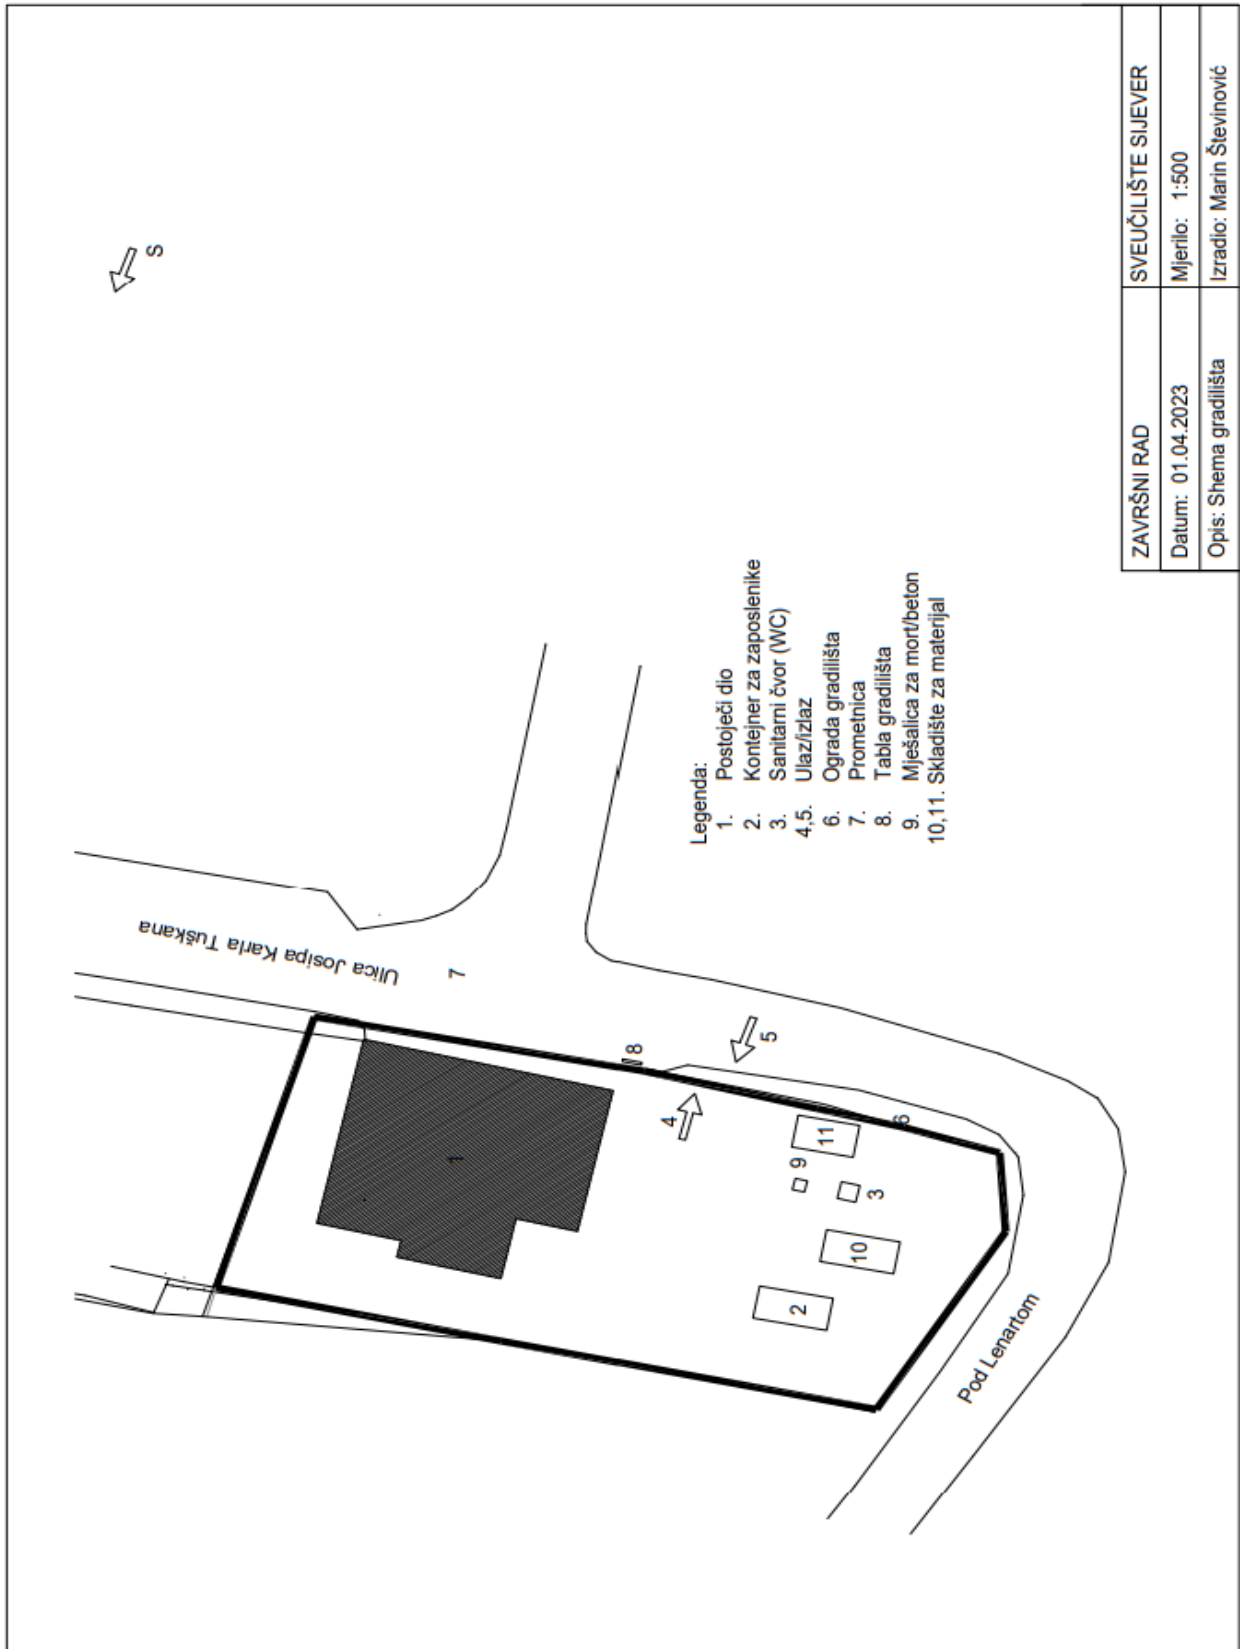 S
Ulica Josipa Karla Tuškana
7
1
8
4
5
6
11
9
3
10
2
Pod Lenartom
Legenda:
1. Postojeći dio
2. Kontejner za zaposlenike
3. Sanitarni čvor (WC)
4,5. Ulaz/izlaz
6. Ograda gradilišta
7. Prometnica
8. Tabla gradilišta
9. Mješalica za mort/beton
10,11. Skladište za materijal
ZAVRŠNI RAD SVEUČILIŠTE SIJEVER
Datum: 01.04.2023 Mjerilo: 1:500
Opis: Shema gradilišta Izradio: Marin Števinović